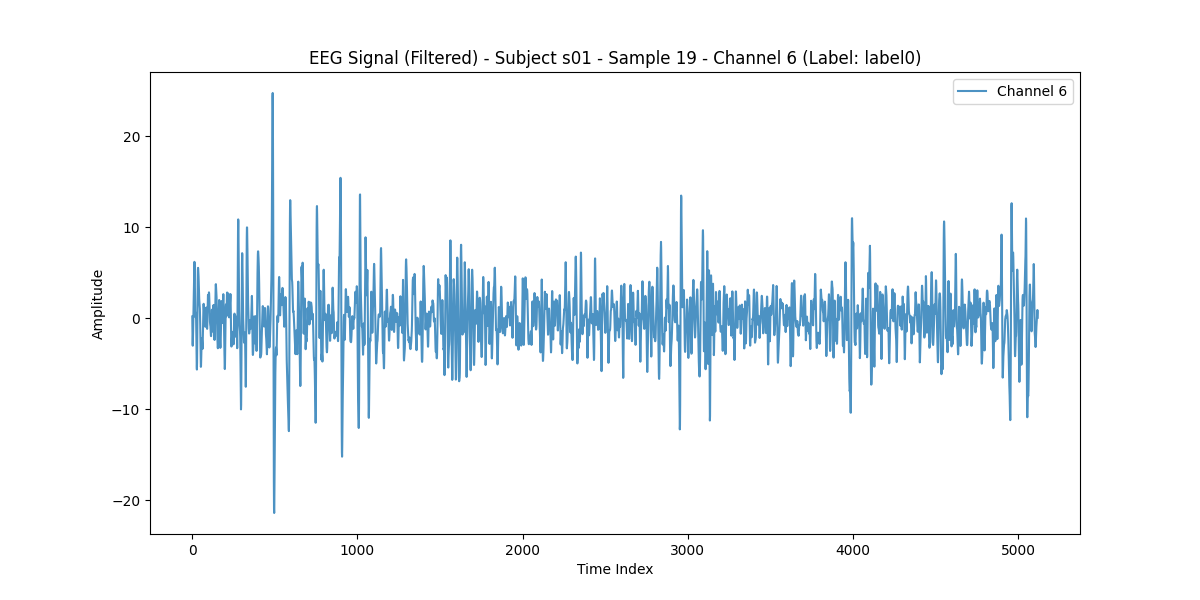 EEG Signal (Filtered) - Subject s01 - Sample 19 - Channel 6 (Label: label0)
Channel 6
20
10
0
−10
−20
Amplitude
0
1000
2000
3000
4000
5000
Time Index